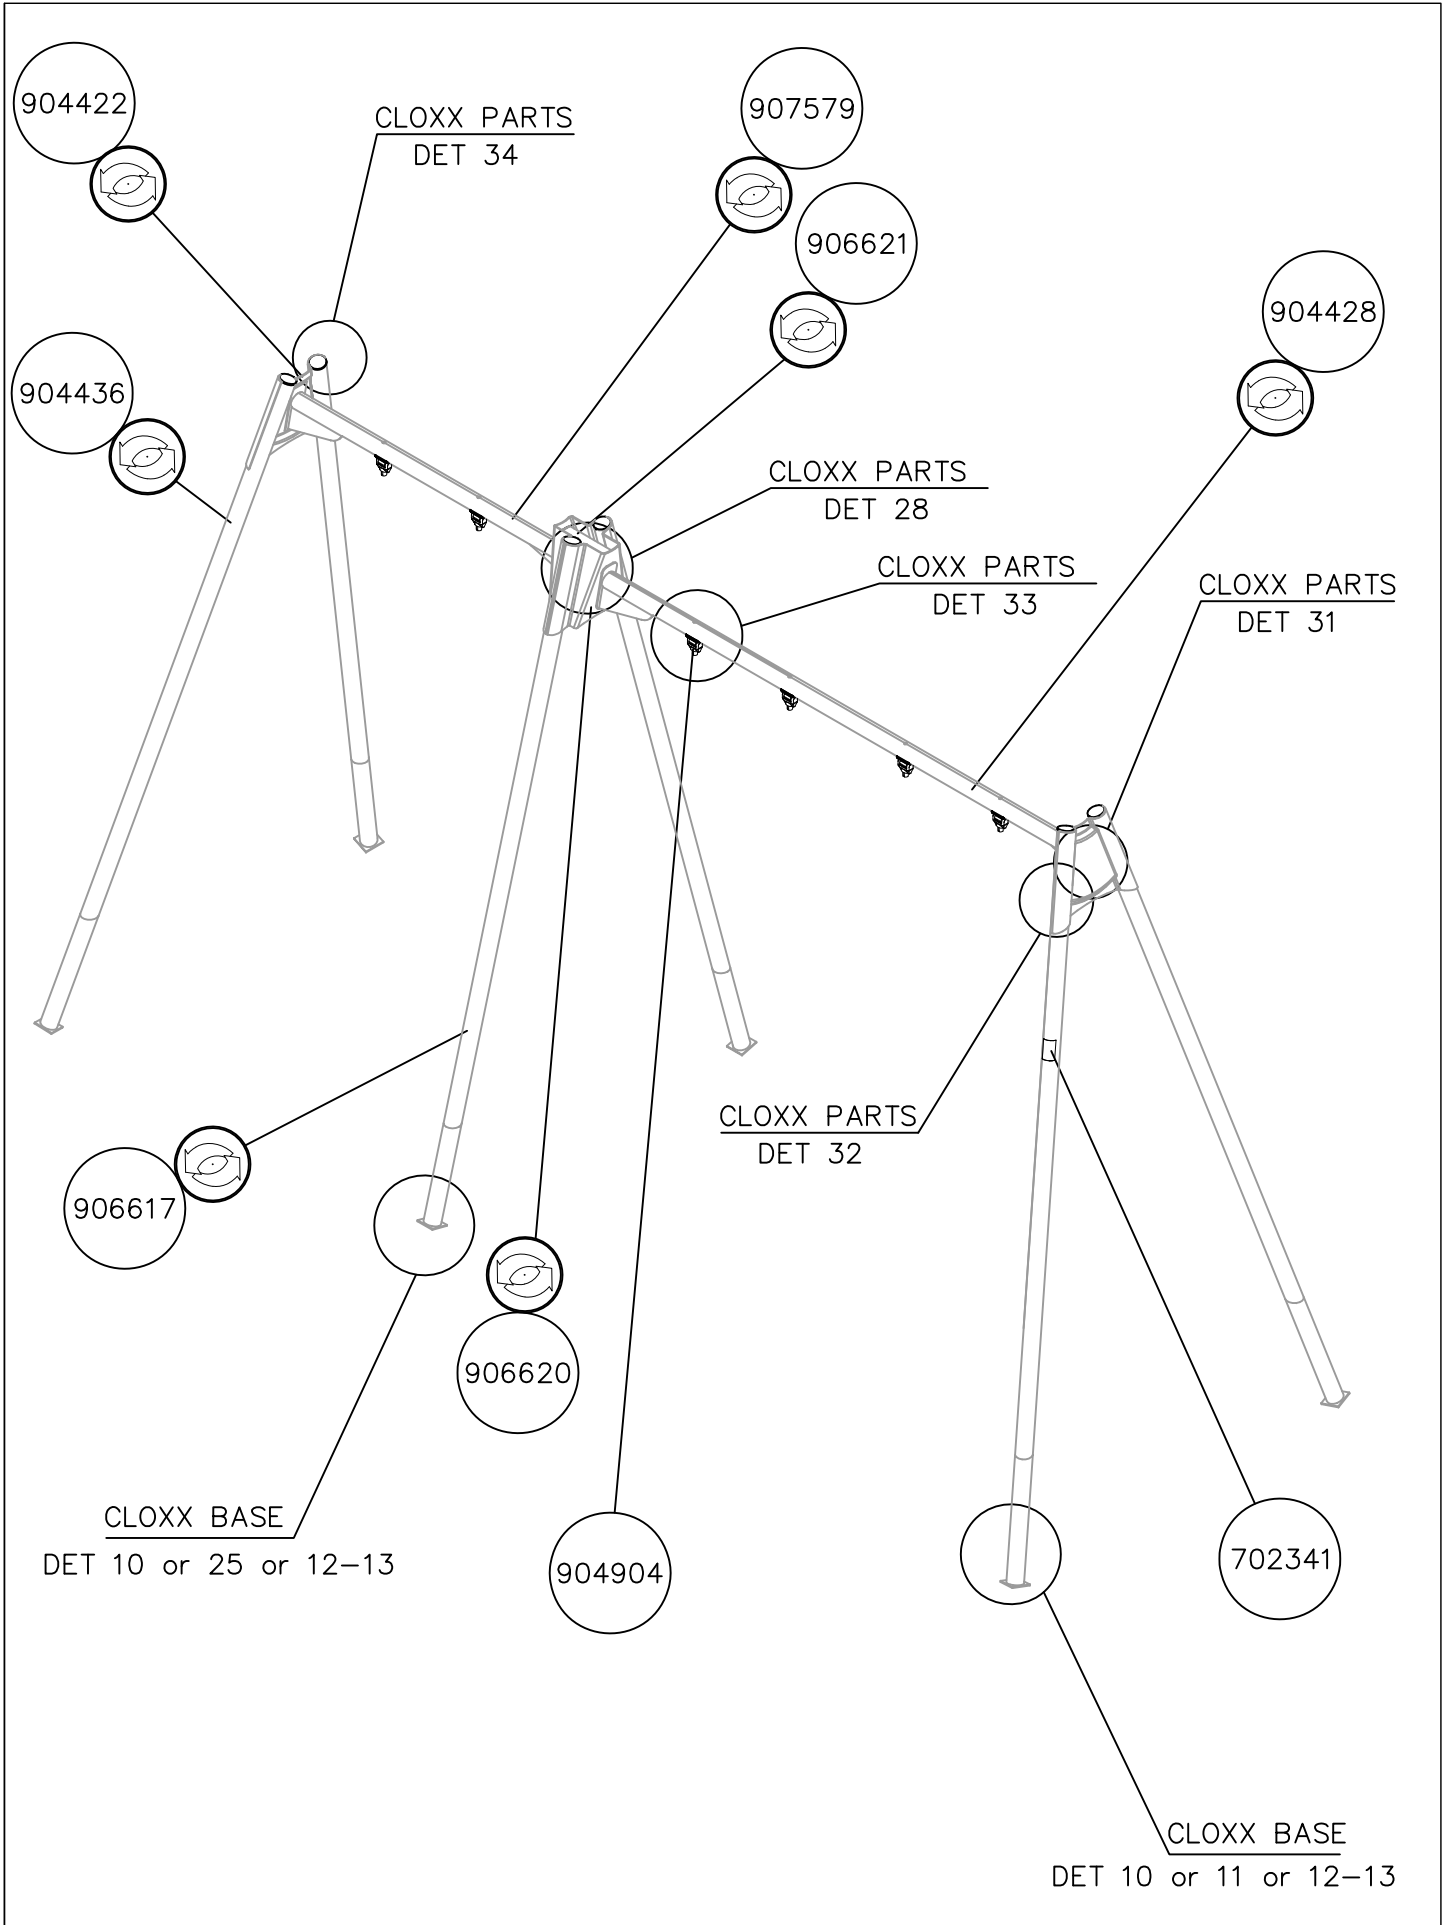 904422
CLOXX PARTS
DET 34
907579
906621
904428
904436
CLOXX PARTS
DET 28
CLOXX PARTS
DET 33
CLOXX PARTS
DET 31
CLOXX PARTS
DET 32
906617
906620
CLOXX BASE
DET 10 or 25 or 12-13
904904
702341
CLOXX BASE
DET 10 or 11 or 12-13